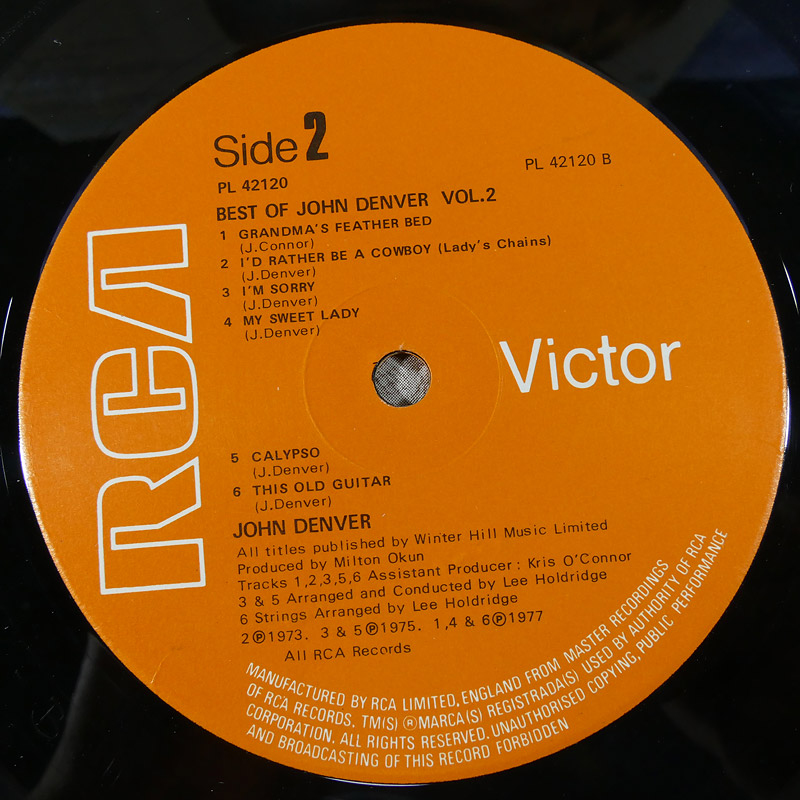 Side 2
PL 42120
PL 42120 B
BEST OF JOHN DENVER VOL.2
1 GRANDMA'S FEATHER BED
(J.Connor)
2 I'D RATHER BE A COWBOY (Lady's Chains)
(J.Denver)
3 I'M SORRY
(J.Denver)
4 MY SWEET LADY
(J.Denver)
RCA
Victor
5 CALYPSO
(J.Denver)
6 THIS OLD GUITAR
(J.Denver)
JOHN DENVER
All titles published by Winter Hill Music Limited
Produced by Milton Okun
Tracks 1,2,3,5,6 Assistant Producer : Kris O'Connor
3 & 5 Arranged and Conducted by Lee Holdridge
6 Strings Arranged by Lee Holdridge
2℗1973. 3 & 5℗1975. 1,4 & 6℗1977
All RCA Records
MANUFACTURED BY RCA LIMITED, ENGLAND FROM MASTER RECORDINGS
OF RCA RECORDS, TM(S) ®MARCA(S) REGISTRADA(S) USED BY AUTHORITY OF RCA
CORPORATION. ALL RIGHTS RESERVED. UNAUTHORISED COPYING, PUBLIC PERFORMANCE
AND BROADCASTING OF THIS RECORD FORBIDDEN